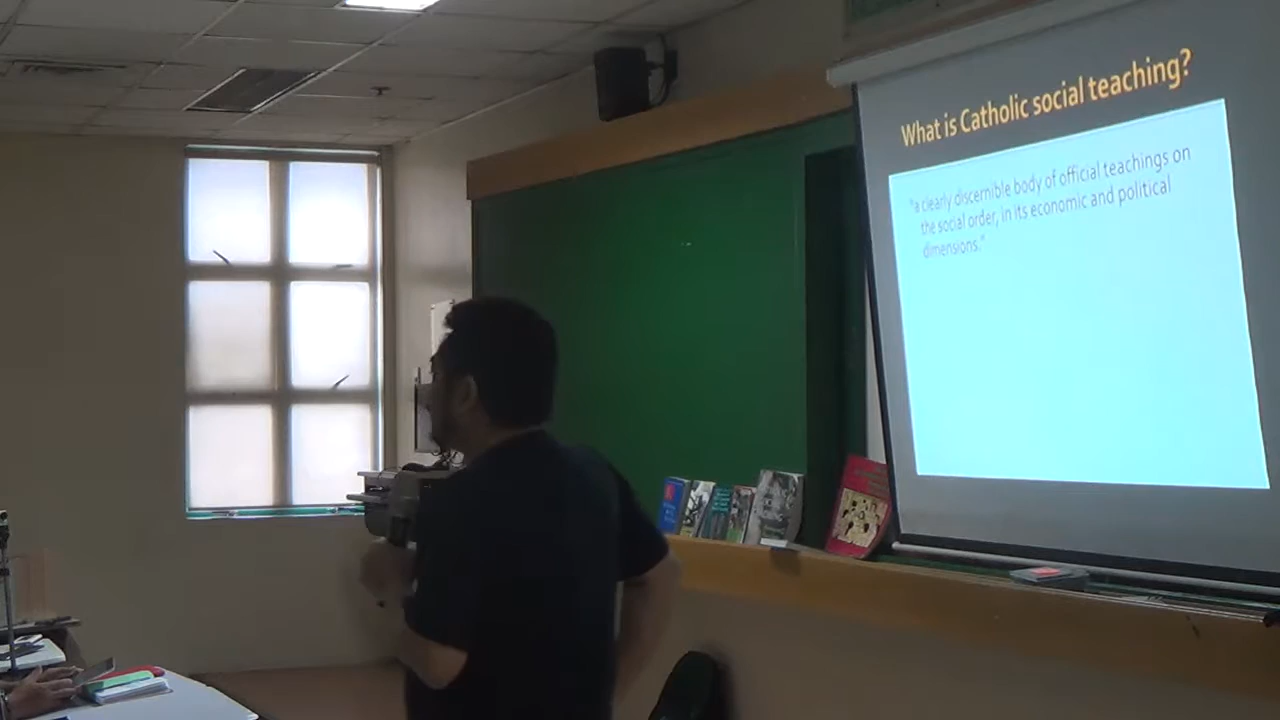 What is Catholic social teaching?
"a clearly discernible body of official teachings on
the social order, in its economic and political
dimensions."